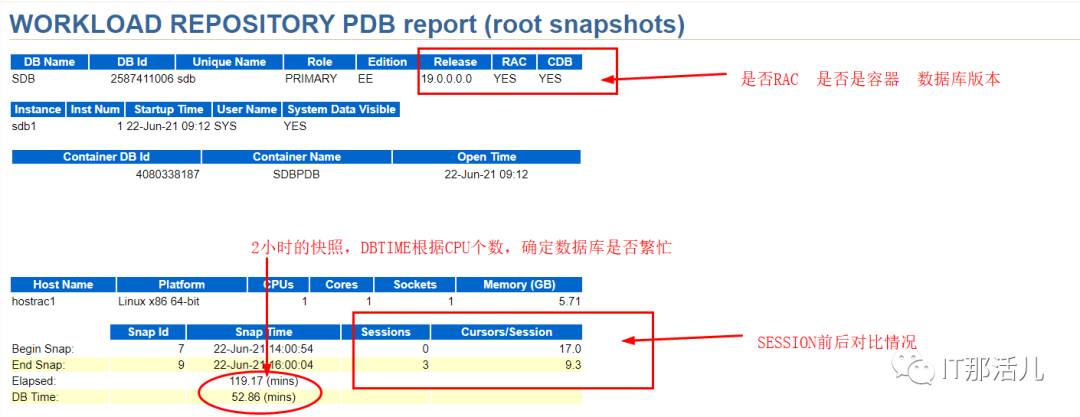 WORKLOAD REPOSITORY PDB report (root snapshots)
DB Name DB Id Unique Name Role Edition Release RAC CDB
SDB 2587411006 sdb PRIMARY EE 19.0.0.0.0 YES YES
是否RAC 是否是容器 数据库版本
Instance Inst Num Startup Time User Name System Data Visible
sdb1 1 22-Jun-21 09:12 SYS YES
Container DB Id Container Name Open Time
4080338187 SDBPDB 22-Jun-21 09:12
2小时的快照，DBTIME根据CPU个数，确定数据库是否繁忙
Host Name Platform CPUs Cores Sockets Memory (GB)
hostrac1 Linux x86 64-bit 1 1 1 5.71
Snap Id Snap Time Sessions Cursors/Session
Begin Snap: 7 22-Jun-21 14:00:54 0 17.0
End Snap: 9 22-Jun-21 16:00:04 3 9.3
Elapsed: 119.17 (mins)
DB Time: 52.86 (mins)
SESSION前后对比情况
IT那活儿